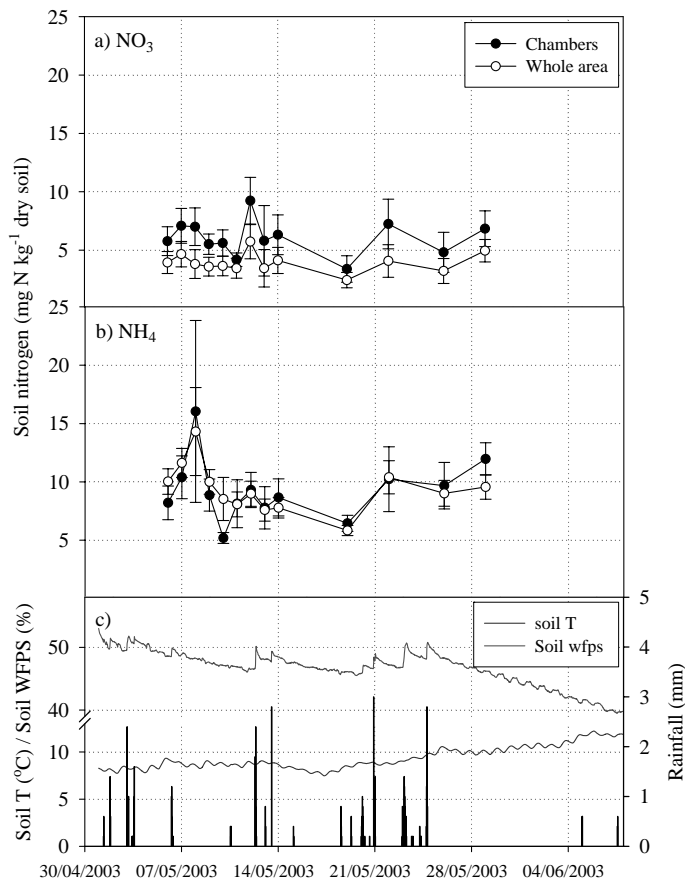 a) NO3
Chambers
Whole area
25
20
15
10
5
25
b) NH4
20
15
10
5
Soil nitrogen (mg N kg-1 dry soil)
c)
soil T
Soil wfps
50
40
10
5
0
Soil T (oC) / Soil WFPS (%)
5
4
3
2
1
0
Rainfall (mm)
30/04/2003 07/05/2003 14/05/2003 21/05/2003 28/05/2003 04/06/2003